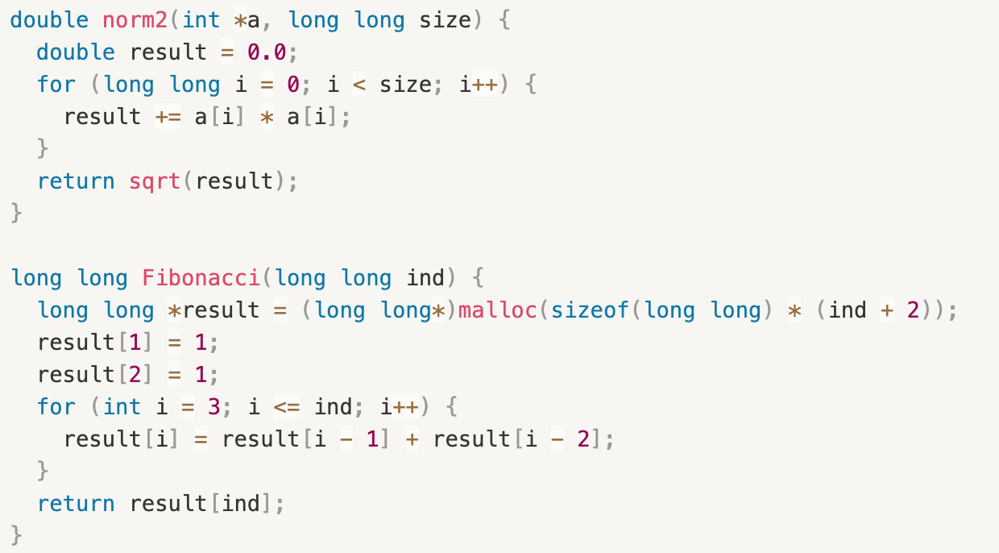 double norm2(int *a, long long size) {
  double result = 0.0;
  for (long long i = 0; i < size; i++) {
    result += a[i] * a[i];
  }
  return sqrt(result);
}

long long Fibonacci(long long ind) {
  long long *result = (long long*)malloc(sizeof(long long) * (ind + 2));
  result[1] = 1;
  result[2] = 1;
  for (int i = 3; i <= ind; i++) {
    result[i] = result[i - 1] + result[i - 2];
  }
  return result[ind];
}